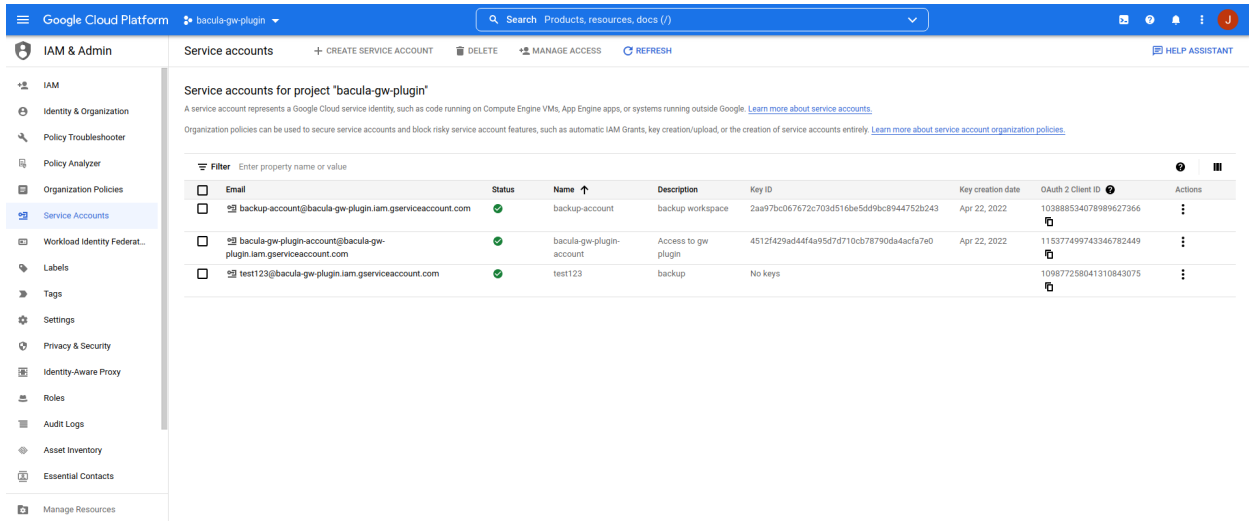 Google Cloud Platform bacula-gw-plugin Search Products, resources, docs (/) J
IAM & Admin
Service accounts CREATE SERVICE ACCOUNT DELETE MANAGE ACCESS REFRESH HELP ASSISTANT
IAM
Identity & Organization
Policy Troubleshooter
Policy Analyzer
Organization Policies
Service Accounts
Workload Identity Federat...
Labels
Tags
Settings
Privacy & Security
Identity-Aware Proxy
Roles
Audit Logs
Asset Inventory
Essential Contacts
Manage Resources
Service accounts for project "bacula-gw-plugin"
A service account represents a Google Cloud service identity, such as code running on Compute Engine VMs, App Engine apps, or systems running outside Google. Learn more about service accounts.
Organization policies can be used to secure service accounts and block risky service account features, such as automatic IAM Grants, key creation/upload, or the creation of service accounts entirely. Learn more about service account organization policies.
Filter Enter property name or value
Email Status Name Description Key ID Key creation date OAuth 2 Client ID Actions
backup-account@bacula-gw-plugin.iam.gserviceaccount.com backup-account backup workspace 2aa97bc067672c703d516be5dd9bc8944752b243 Apr 22, 2022 103888534078989627366
bacula-gw-plugin-account@bacula-gw- bacula-gw-plugin- Access to gw 4512f429ad44f4a95d7d710cb78790da4acfa7e0 Apr 22, 2022 115377499743346782449
plugin.iam.gserviceaccount.com account plugin
test123@bacula-gw-plugin.iam.gserviceaccount.com test123 backup No keys 109877258041310843075